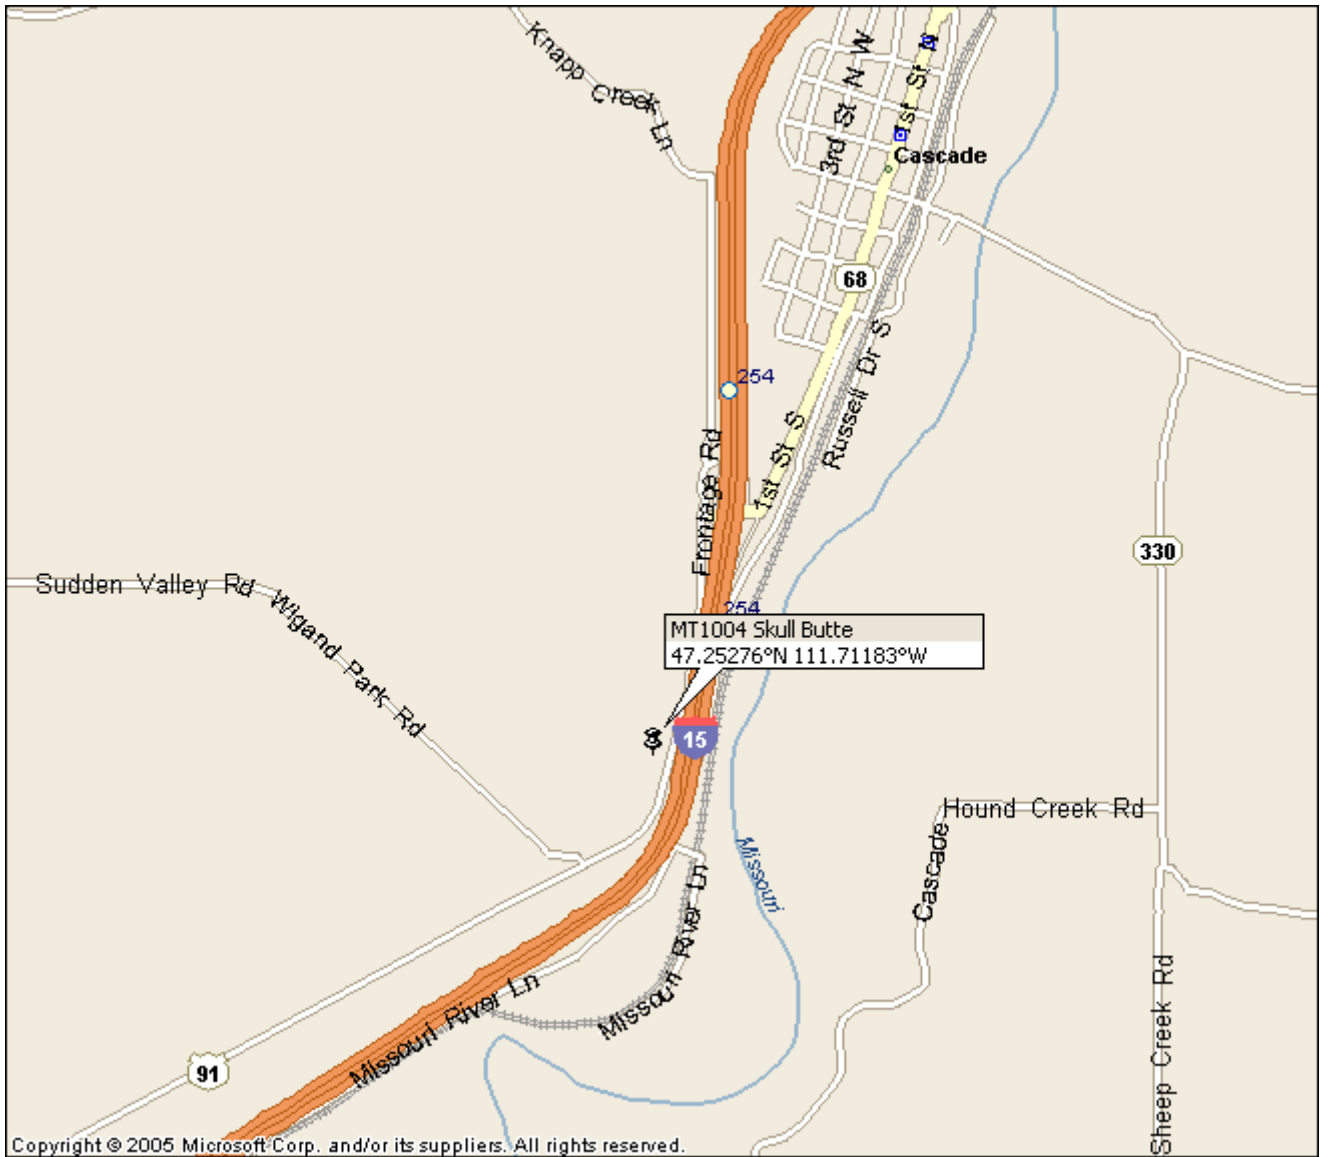 Knapp Creek Ln
3rd St N W
1st St N
Cascade
68
254
Russell Dr S
1st St S
Frontage Rd
330
Sudden Valley Rd
Wigand Park Rd
254
MT1004 Skull Butte
47.25276°N 111.71183°W
15
Hound Creek Rd
Cascade
Missouri
Missouri River Ln
Missouri River Ln
Sheep Creek Rd
91
Copyright © 2005 Microsoft Corp. and/or its suppliers. All rights reserved.